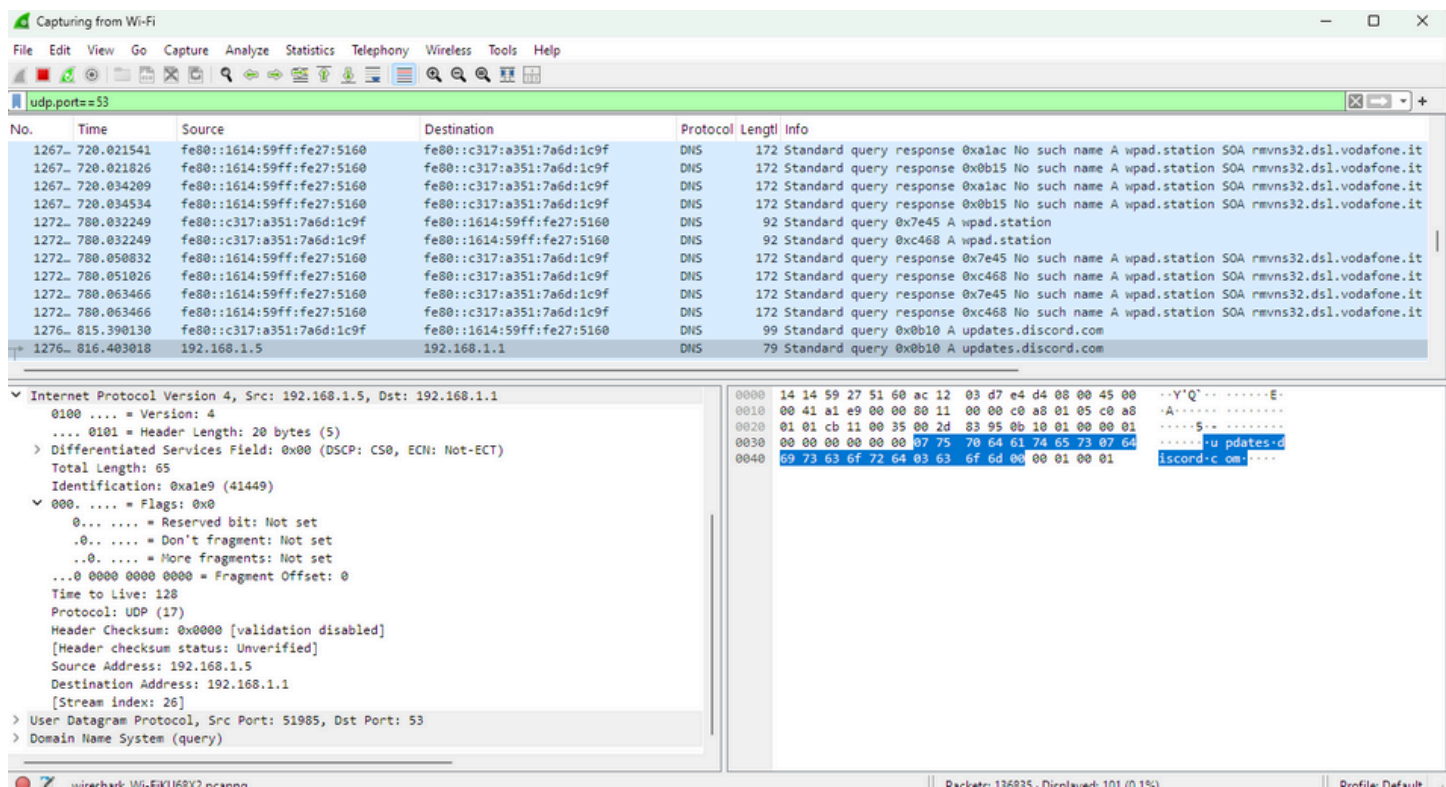 Capturing from Wi-Fi
File Edit View Go Capture Analyze Statistics Telephony Wireless Tools Help
udp.port==53
No. Time Source Destination Protocol Lengtl Info
1267… 720.021541 fe80::1614:59ff:fe27:5160 fe80::c317:a351:7a6d:1c9f DNS 172 Standard query response 0xa1ac No such name A wpad.station SOA rmvns32.dsl.vodafone.it
1267… 720.021826 fe80::1614:59ff:fe27:5160 fe80::c317:a351:7a6d:1c9f DNS 172 Standard query response 0x0b15 No such name A wpad.station SOA rmvns32.dsl.vodafone.it
1267… 720.034209 fe80::1614:59ff:fe27:5160 fe80::c317:a351:7a6d:1c9f DNS 172 Standard query response 0xa1ac No such name A wpad.station SOA rmvns32.dsl.vodafone.it
1267… 720.034534 fe80::1614:59ff:fe27:5160 fe80::c317:a351:7a6d:1c9f DNS 172 Standard query response 0x0b15 No such name A wpad.station SOA rmvns32.dsl.vodafone.it
1272… 780.032249 fe80::c317:a351:7a6d:1c9f fe80::1614:59ff:fe27:5160 DNS 92 Standard query 0x7e45 A wpad.station
1272… 780.032249 fe80::c317:a351:7a6d:1c9f fe80::1614:59ff:fe27:5160 DNS 92 Standard query 0xc468 A wpad.station
1272… 780.050832 fe80::1614:59ff:fe27:5160 fe80::c317:a351:7a6d:1c9f DNS 172 Standard query response 0x7e45 No such name A wpad.station SOA rmvns32.dsl.vodafone.it
1272… 780.051026 fe80::1614:59ff:fe27:5160 fe80::c317:a351:7a6d:1c9f DNS 172 Standard query response 0xc468 No such name A wpad.station SOA rmvns32.dsl.vodafone.it
1272… 780.063466 fe80::1614:59ff:fe27:5160 fe80::c317:a351:7a6d:1c9f DNS 172 Standard query response 0x7e45 No such name A wpad.station SOA rmvns32.dsl.vodafone.it
1272… 780.063466 fe80::1614:59ff:fe27:5160 fe80::c317:a351:7a6d:1c9f DNS 172 Standard query response 0xc468 No such name A wpad.station SOA rmvns32.dsl.vodafone.it
1276… 815.390130 fe80::c317:a351:7a6d:1c9f fe80::1614:59ff:fe27:5160 DNS 99 Standard query 0x0b10 A updates.discord.com
1276… 816.403018 192.168.1.5 192.168.1.1 DNS 79 Standard query 0x0b10 A updates.discord.com
Internet Protocol Version 4, Src: 192.168.1.5, Dst: 192.168.1.1
0100 .... = Version: 4
.... 0101 = Header Length: 20 bytes (5)
Differentiated Services Field: 0x00 (DSCP: CS0, ECN: Not-ECT)
Total Length: 65
Identification: 0xa1e9 (41449)
000. .... = Flags: 0x0
0... .... = Reserved bit: Not set
.0.. .... = Don't fragment: Not set
..0. .... = More fragments: Not set
...0 0000 0000 0000 = Fragment Offset: 0
Time to Live: 128
Protocol: UDP (17)
Header Checksum: 0x0000 [validation disabled]
[Header checksum status: Unverified]
Source Address: 192.168.1.5
Destination Address: 192.168.1.1
[Stream index: 26]
User Datagram Protocol, Src Port: 51985, Dst Port: 53
Domain Name System (query)
0000 14 14 59 27 51 60 ac 12 03 d7 e4 d4 08 00 45 00 ··Y'Q`·· ······E·
0010 00 41 a1 e9 00 00 80 11 00 00 c0 a8 01 05 c0 a8 ·A······ ········
0020 01 01 cb 11 00 35 00 2d 83 95 0b 10 01 00 00 01 ·····5·- ········
0030 00 00 00 00 00 00 07 75 70 64 61 74 65 73 07 64 ·······u pdates·d
0040 69 73 63 6f 72 64 03 63 6f 6d 00 00 01 00 01 iscord·c om·····
wireshark_Wi-FiKU68X2.pcapng Packets: 136835 · Displayed: 101 (0.1%) Profile: Default